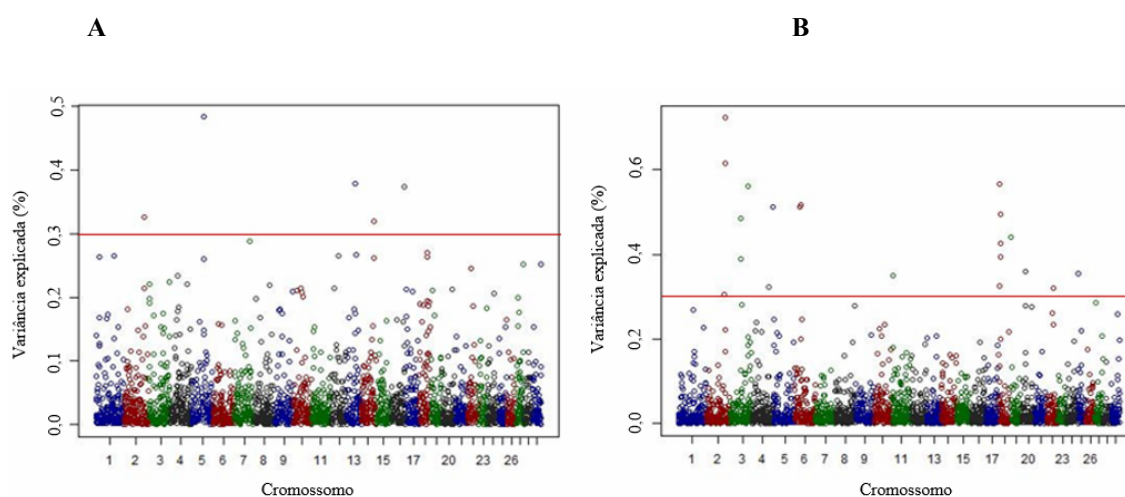 A
B
Variância explicada (%)
0,5
0,4
0,3
0,2
0,1
0,0
1 2 3 4 5 6 7 8 9 11 13 15 17 20 23 26
Cromossomo
Variância explicada (%)
0,6
0,4
0,2
0,0
1 2 3 4 5 6 7 8 9 11 13 15 17 20 23 26
Cromossomo